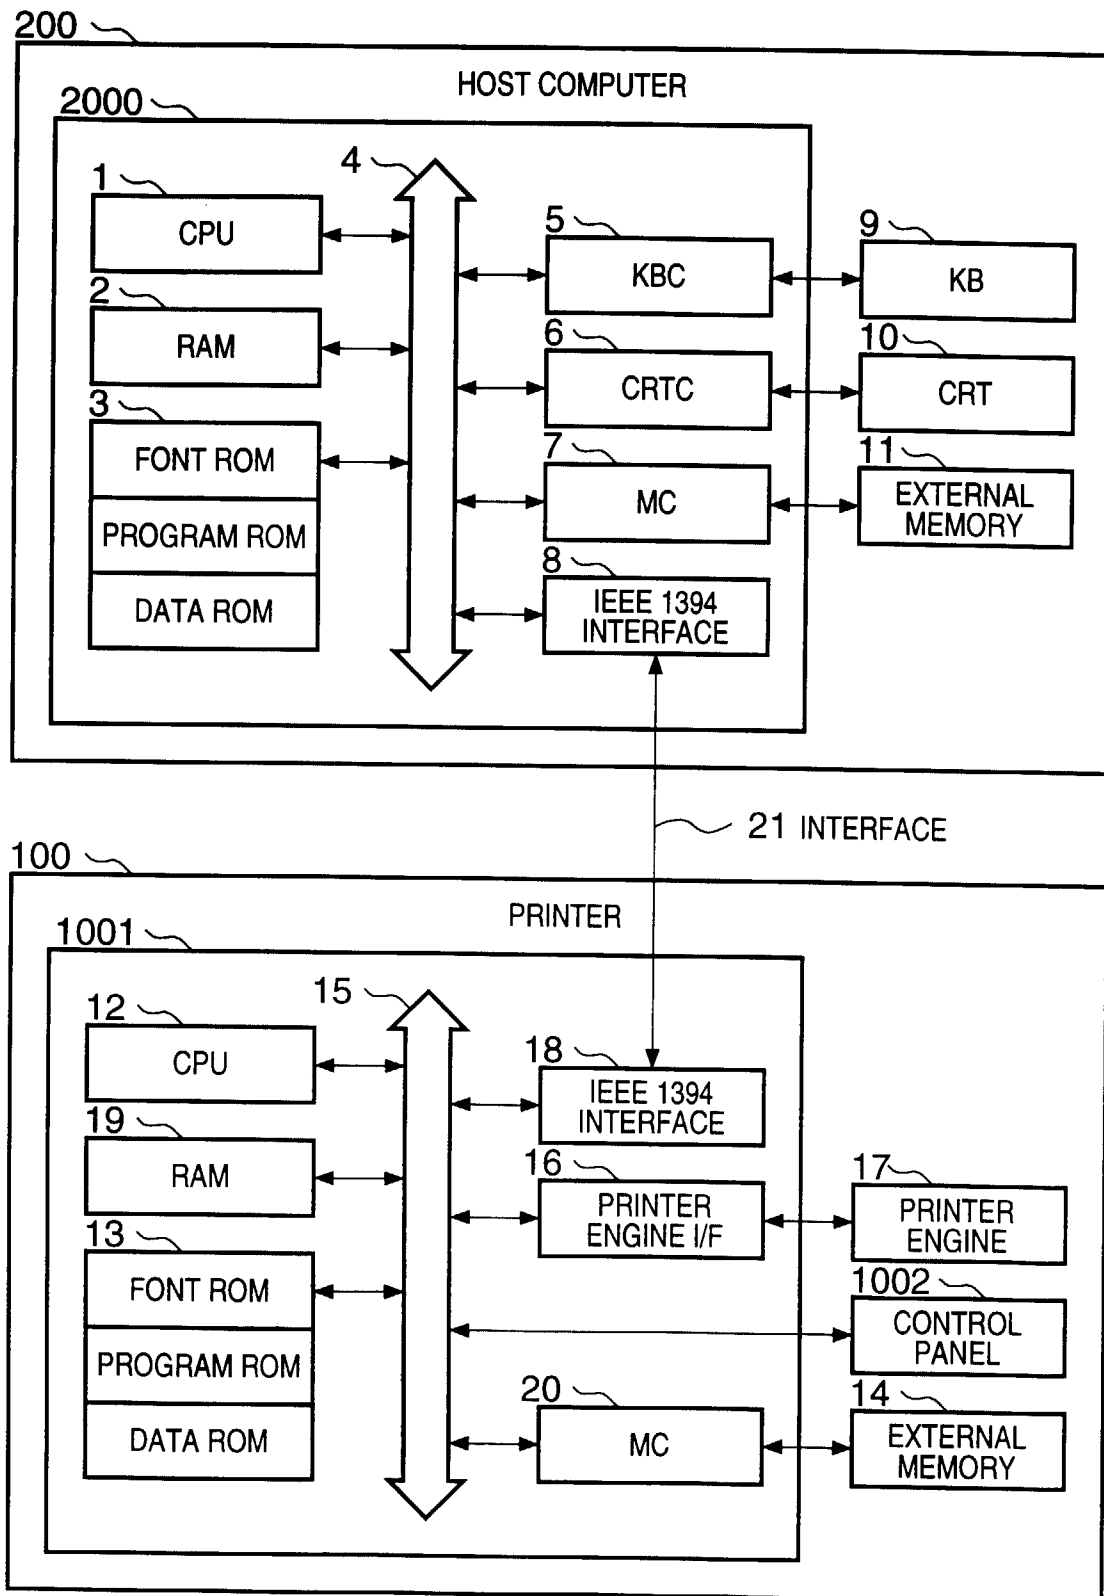 200
HOST COMPUTER
2000
1
CPU
4
5
KBC
9
KB
2
RAM
6
CRTC
10
CRT
3
FONT ROM
PROGRAM ROM
DATA ROM
7
MC
11
EXTERNAL
MEMORY
8
IEEE 1394
INTERFACE
21 INTERFACE
100
PRINTER
1001
12
CPU
15
18
IEEE 1394
INTERFACE
19
RAM
16
PRINTER
ENGINE I/F
17
PRINTER
ENGINE
13
FONT ROM
PROGRAM ROM
DATA ROM
1002
CONTROL
PANEL
20
MC
14
EXTERNAL
MEMORY